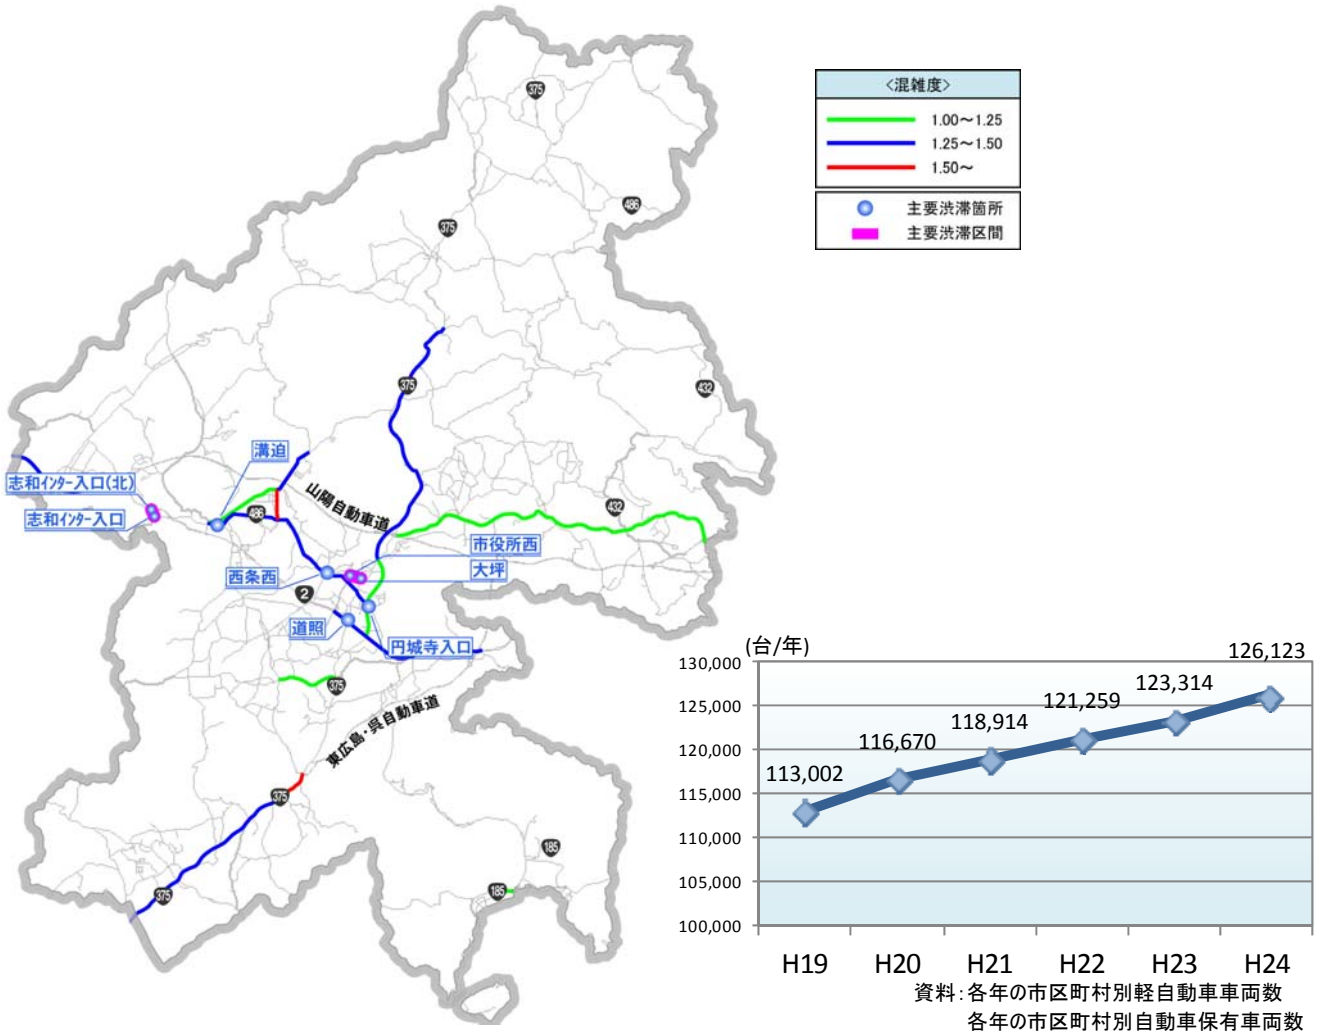 375
<混雑度>
1.00～1.25
1.25～1.50
1.50～
主要渋滞箇所
主要渋滞区間
486
375
375
432
溝迫
志和インター入口(北)
山陽自動車道
志和インター入口
486
432
市役所西
西条西
大坪
2
道照
円城寺入口
375
東広島・呉自動車道
375
375
185
185
(台/年)
130,000
125,000
120,000
115,000
110,000
105,000
100,000
113,002
116,670
118,914
121,259
123,314
126,123
H19 H20 H21 H22 H23 H24
資料：各年の市区町村別軽自動車車両数
各年の市区町村別自動車保有車両数